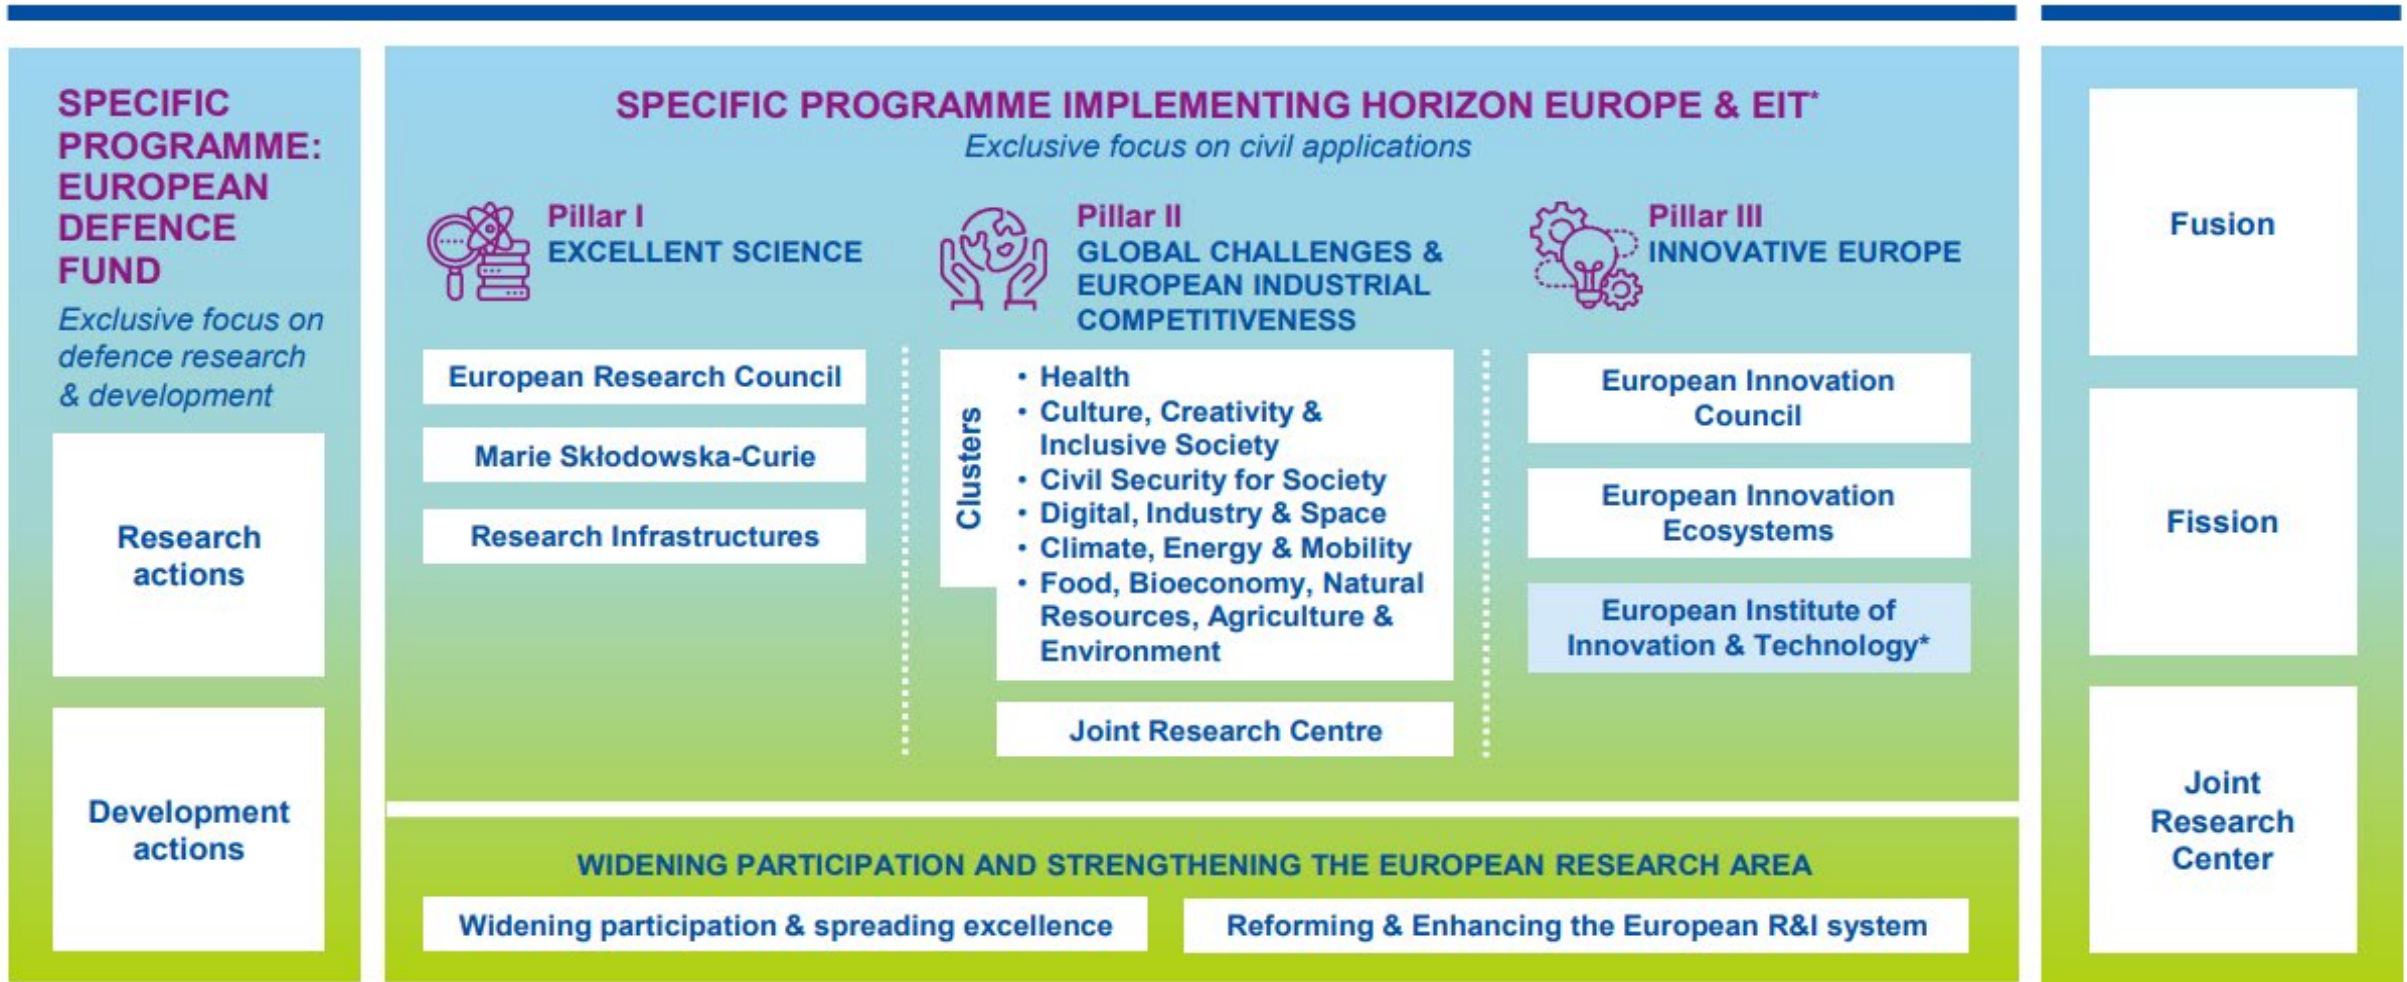 SPECIFIC
PROGRAMME:
EUROPEAN
DEFENCE
FUND
Exclusive focus on
defence research
& development
Research
actions
Development
actions
SPECIFIC PROGRAMME IMPLEMENTING HORIZON EUROPE & EIT*
Exclusive focus on civil applications
Pillar I
EXCELLENT SCIENCE
European Research Council
Marie Skłodowska-Curie
Research Infrastructures
Pillar II
GLOBAL CHALLENGES &
EUROPEAN INDUSTRIAL
COMPETITIVENESS
Clusters
• Health
• Culture, Creativity &
Inclusive Society
• Civil Security for Society
• Digital, Industry & Space
• Climate, Energy & Mobility
• Food, Bioeconomy, Natural
Resources, Agriculture &
Environment
Joint Research Centre
Pillar III
INNOVATIVE EUROPE
European Innovation
Council
European Innovation
Ecosystems
European Institute of
Innovation & Technology*
WIDENING PARTICIPATION AND STRENGTHENING THE EUROPEAN RESEARCH AREA
Widening participation & spreading excellence
Reforming & Enhancing the European R&I system
Fusion
Fission
Joint
Research
Center